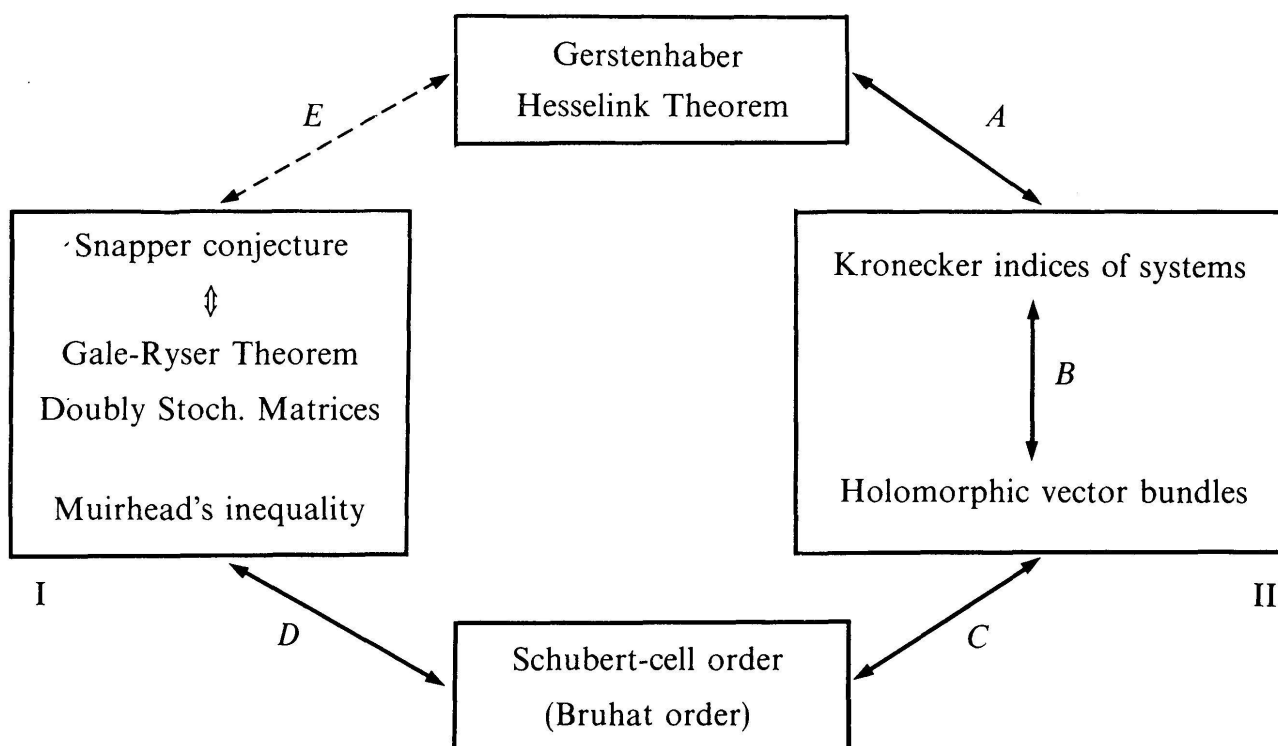 Gerstenhaber
Hesselink Theorem
E
A
Snapper conjecture
⇕
Gale-Ryser Theorem
Doubly Stoch. Matrices
Muirhead's inequality
Kronecker indices of systems
B
Holomorphic vector bundles
I
II
D
C
Schubert-cell order
(Bruhat order)